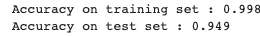 Accuracy on training set : 0.998
Accuracy on test set : 0.949